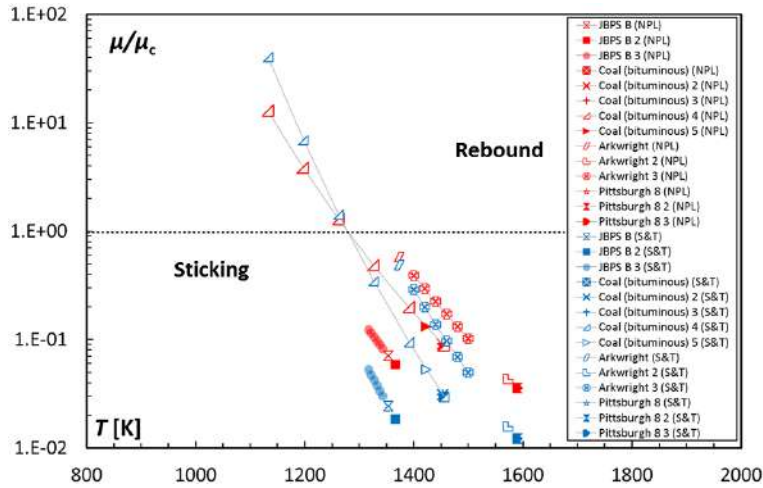 1.E+02
μ/μc
1.E+01
Rebound
1.E+00
Sticking
1.E-01
T [K]
1.E-02
800
1000
1200
1400
1600
1800
2000
JBPS B (NPL)
JBPS B 2 (NPL)
JBPS B 3 (NPL)
Coal (bituminous) (NPL)
Coal (bituminous) 2 (NPL)
Coal (bituminous) 3 (NPL)
Coal (bituminous) 4 (NPL)
Coal (bituminous) 5 (NPL)
Arkwright (NPL)
Arkwright 2 (NPL)
Arkwright 3 (NPL)
Pittsburgh 8 (NPL)
Pittsburgh 8 2 (NPL)
Pittsburgh 8 3 (NPL)
JBPS B (S&T)
JBPS B 2 (S&T)
JBPS B 3 (S&T)
Coal (bituminous) (S&T)
Coal (bituminous) 2 (S&T)
Coal (bituminous) 3 (S&T)
Coal (bituminous) 4 (S&T)
Coal (bituminous) 5 (S&T)
Arkwright (S&T)
Arkwright 2 (S&T)
Arkwright 3 (S&T)
Pittsburgh 8 (S&T)
Pittsburgh 8 2 (S&T)
Pittsburgh 8 3 (S&T)